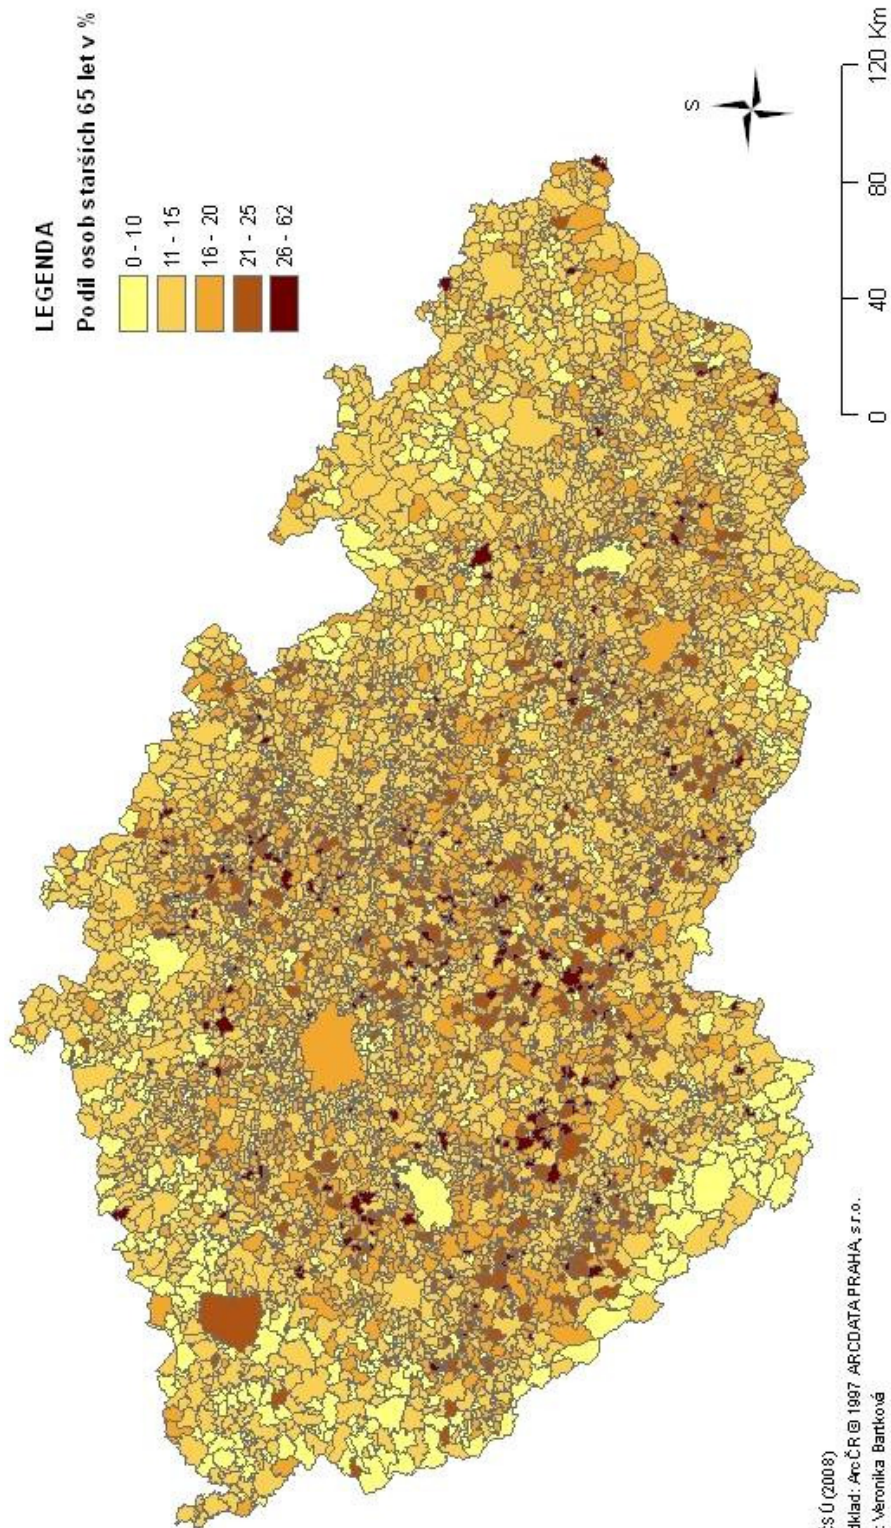 LEGENDA
Podíl osob starších 65 let v %
0 - 10
11 - 15
16 - 20
21 - 25
26 - 62
S
0 40 80 120 Km
(2008)
ArcČR © 1997 ARCDATA PRAHA, s.r.o.
Veronika Bartková